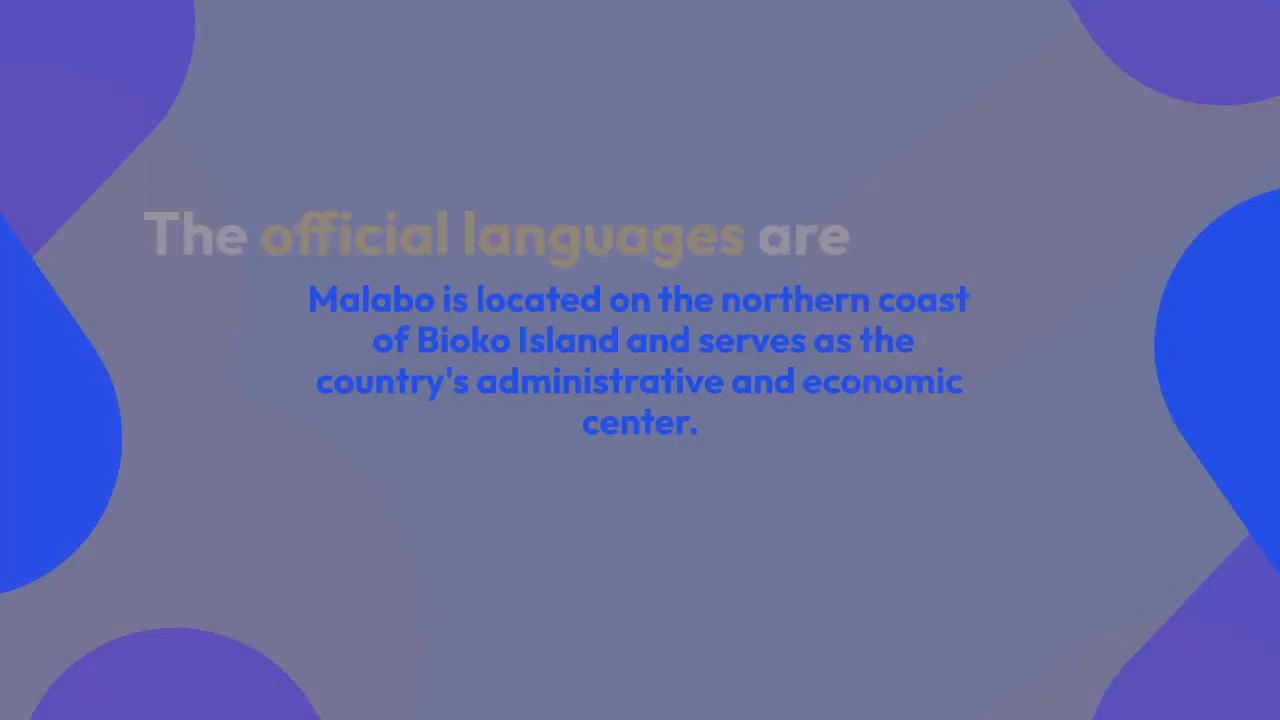 The official languages are
Malabo is located on the northern coast
of Bioko Island and serves as the
country's administrative and economic
center.